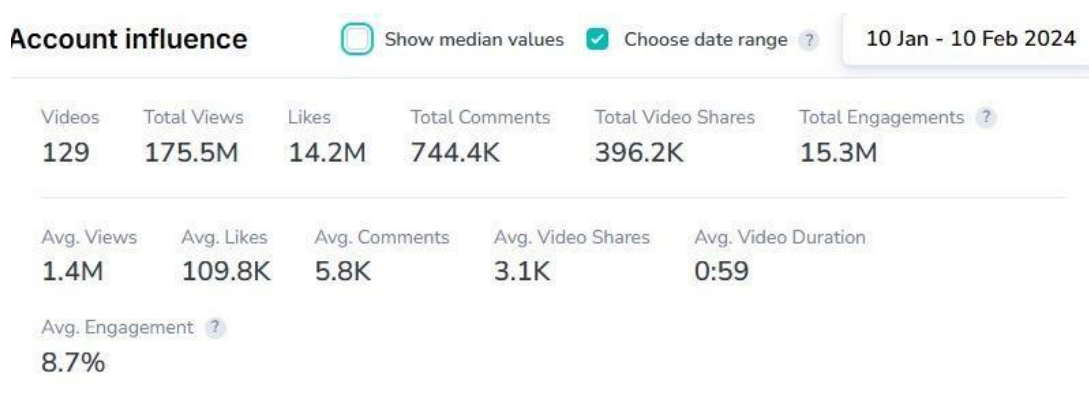 Account influence Show median values Choose date range ? 10 Jan - 10 Feb 2024
Videos Total Views Likes Total Comments Total Video Shares Total Engagements ?
129 175.5M 14.2M 744.4K 396.2K 15.3M
Avg. Views Avg. Likes Avg. Comments Avg. Video Shares Avg. Video Duration
1.4M 109.8K 5.8K 3.1K 0:59
Avg. Engagement ?
8.7%